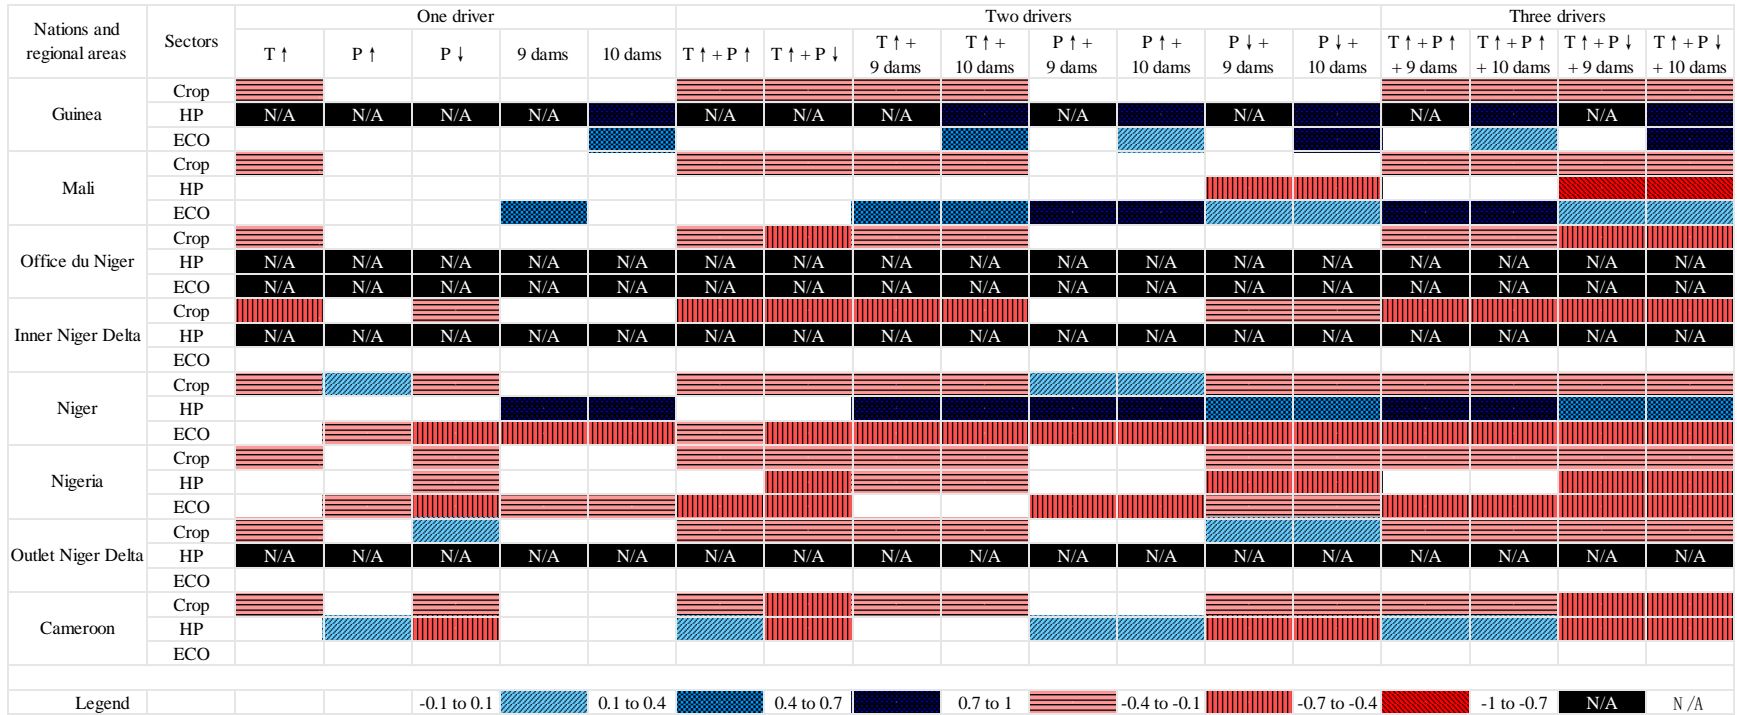 Nations and regional areas Sectors One driver Two drivers Three drivers
T ↑ P ↑ P ↓ 9 dams 10 dams T ↑ + P ↑ T ↑ + P ↓ T ↑ + 9 dams T ↑ + 10 dams P ↑ + 9 dams P ↑ + 10 dams P ↓ + 9 dams P ↓ + 10 dams T ↑ + P ↑ + 9 dams T ↑ + P ↑ + 10 dams T ↑ + P ↓ + 9 dams T ↑ + P ↓ + 10 dams
Guinea
Crop
HP N/A N/A N/A N/A N/A N/A N/A N/A N/A N/A N/A
ECO
Mali
Crop
HP
ECO
Office du Niger
Crop
HP N/A N/A N/A N/A N/A N/A N/A N/A N/A N/A N/A N/A N/A N/A N/A N/A N/A
ECO N/A N/A N/A N/A N/A N/A N/A N/A N/A N/A N/A N/A N/A N/A N/A N/A N/A
Inner Niger Delta
Crop
HP N/A N/A N/A N/A N/A N/A N/A N/A N/A N/A N/A N/A N/A N/A N/A N/A N/A
ECO
Niger
Crop
HP
ECO
Nigeria
Crop
HP
ECO
Outlet Niger Delta
Crop
HP N/A N/A N/A N/A N/A N/A N/A N/A N/A N/A N/A N/A N/A N/A N/A N/A N/A
ECO
Cameroon
Crop
HP
ECO
Legend -0.1 to 0.1 0.1 to 0.4 0.4 to 0.7 0.7 to 1 -0.4 to -0.1 -0.7 to -0.4 -1 to -0.7 N/A N/A